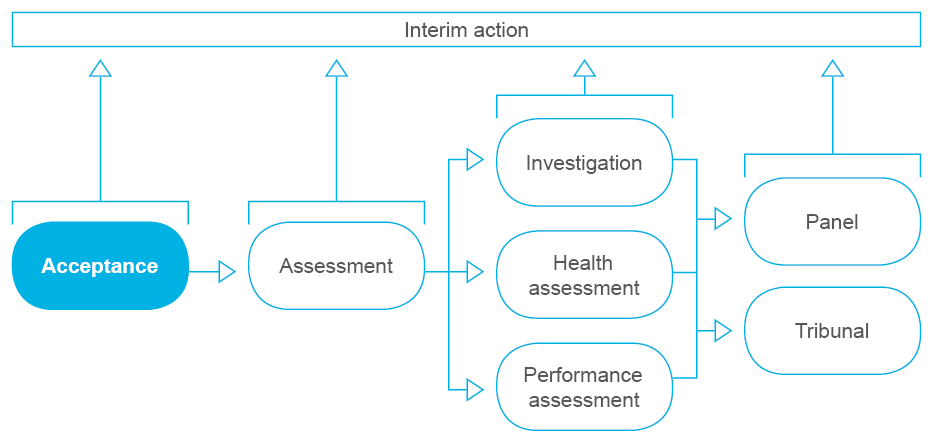 Interim action
Acceptance
Assessment
Investigation
Health
assessment
Performance
assessment
Panel
Tribunal